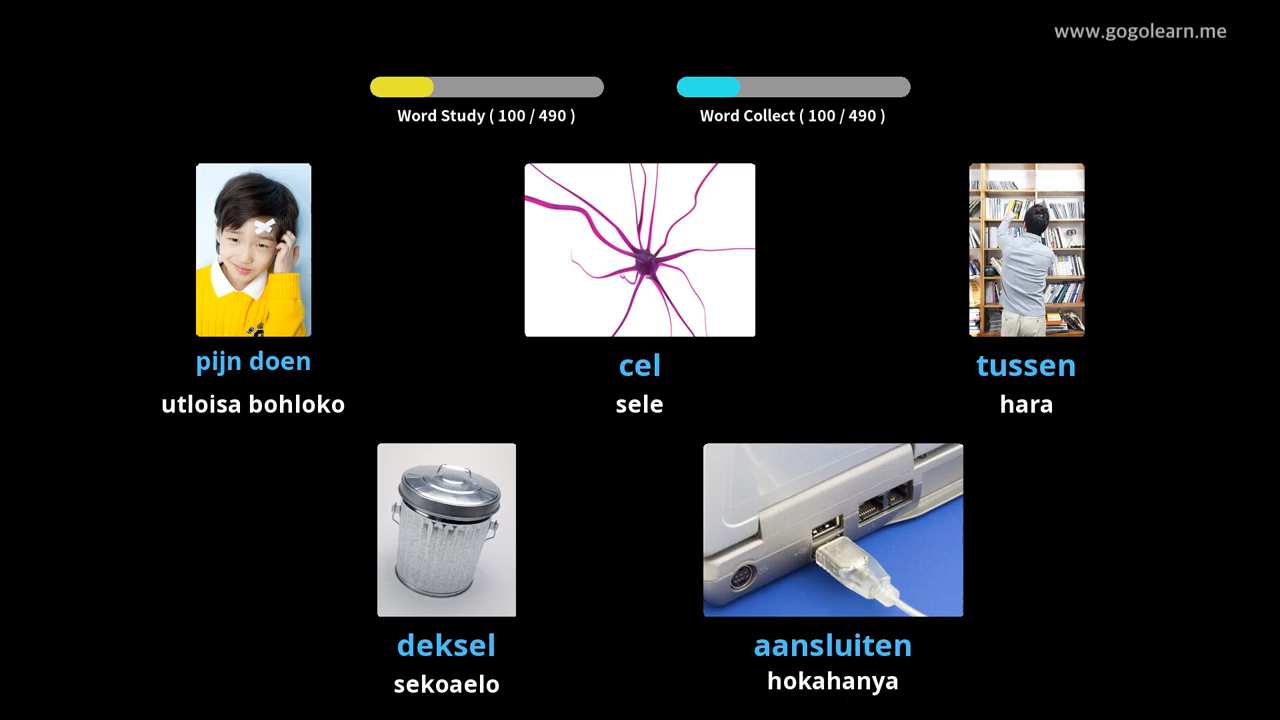 www.gogolearn.me
Word Study ( 100 / 490 )
Word Collect ( 100 / 490 )
pijn doen
utloisa bohloko
cel
sele
tussen
hara
deksel
sekoaelo
aansluiten
hokahanya